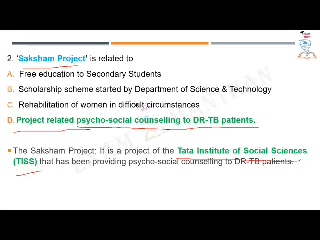 2. 'Saksham Project' is related to
A. Free education to Secondary Students
B. Scholarship scheme started by Department of Science & Technology
C. Rehabilitation of women in difficult circumstances
D. Project related psycho-social counselling to DR-TB patients.
The Saksham Project: It is a project of the Tata Institute of Social Sciences
(TISS) that has been providing psycho-social counselling to DR-TB patients.